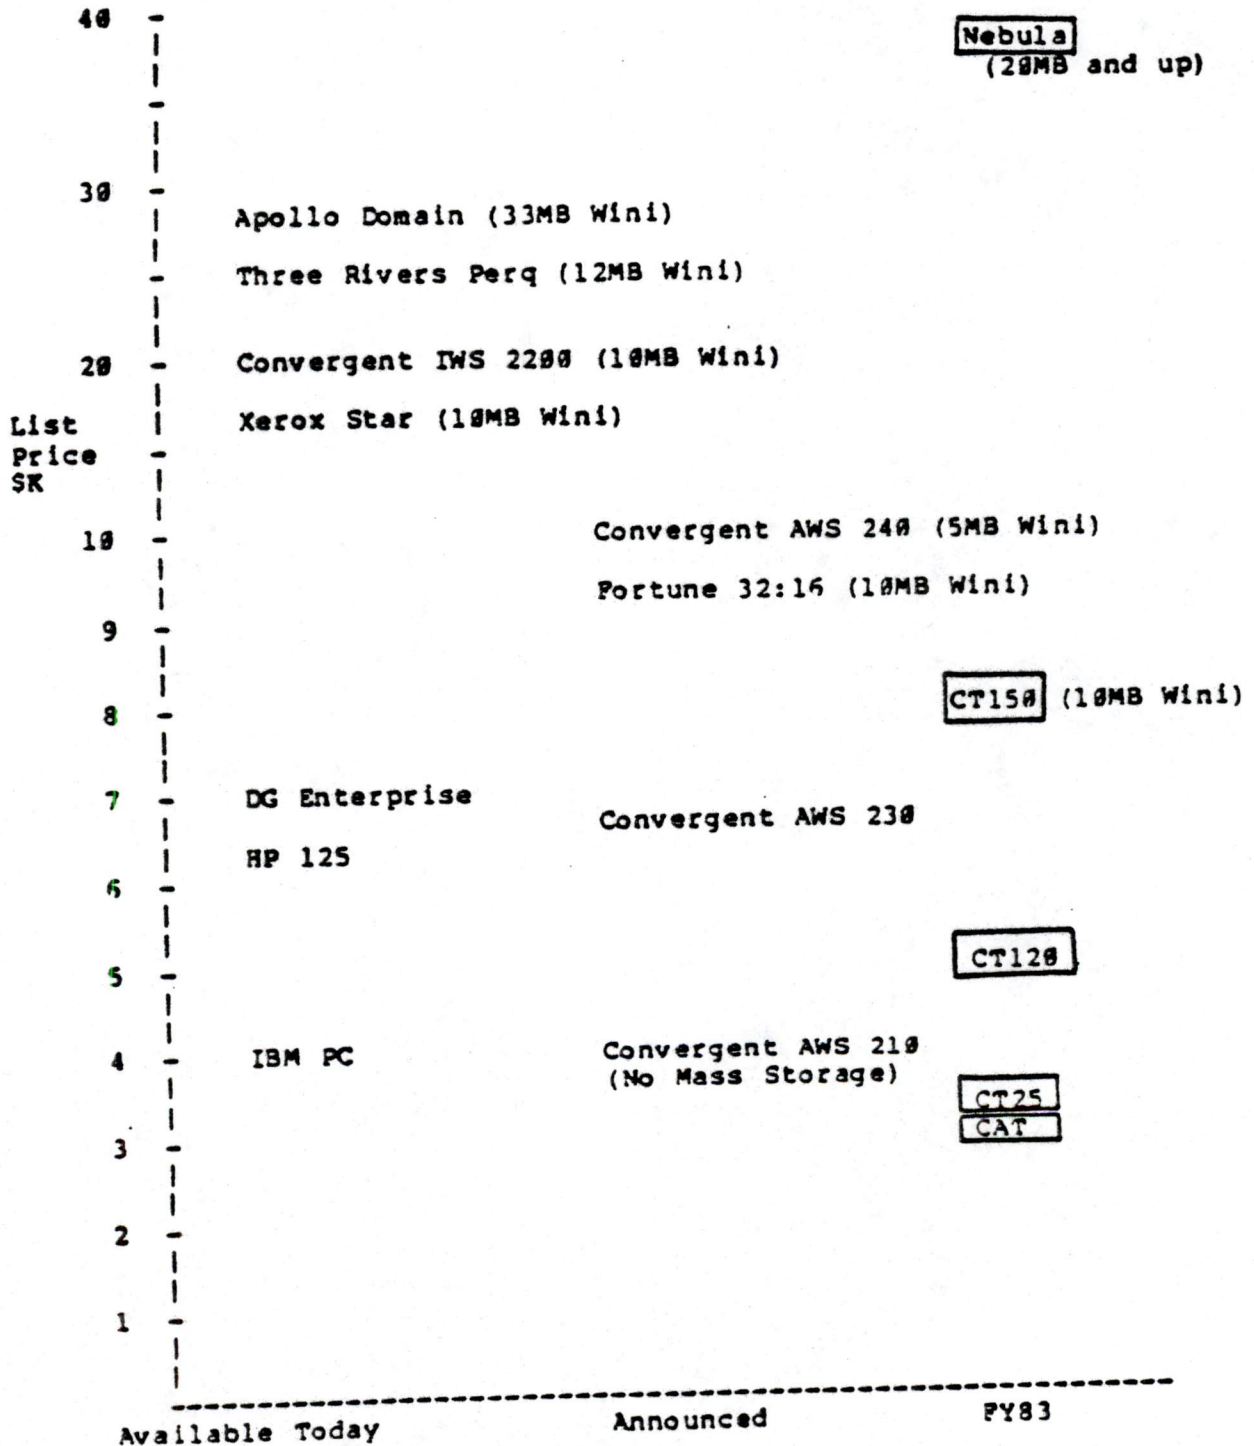 40
Nebula
(20MB and up)
30
Apollo Domain (33MB Wini)
Three Rivers Perq (12MB Wini)
20
Convergent IWS 2200 (10MB Wini)
List
Price
$K
Xerox Star (10MB Wini)
10
Convergent AWS 240 (5MB Wini)
Fortune 32:16 (10MB Wini)
9
8
CT150 (10MB Wini)
7
DG Enterprise
Convergent AWS 230
HP 125
6
5
CT120
4
IBM PC
Convergent AWS 210
(No Mass Storage)
CT25
CAT
3
2
1
Available Today
Announced
FY83